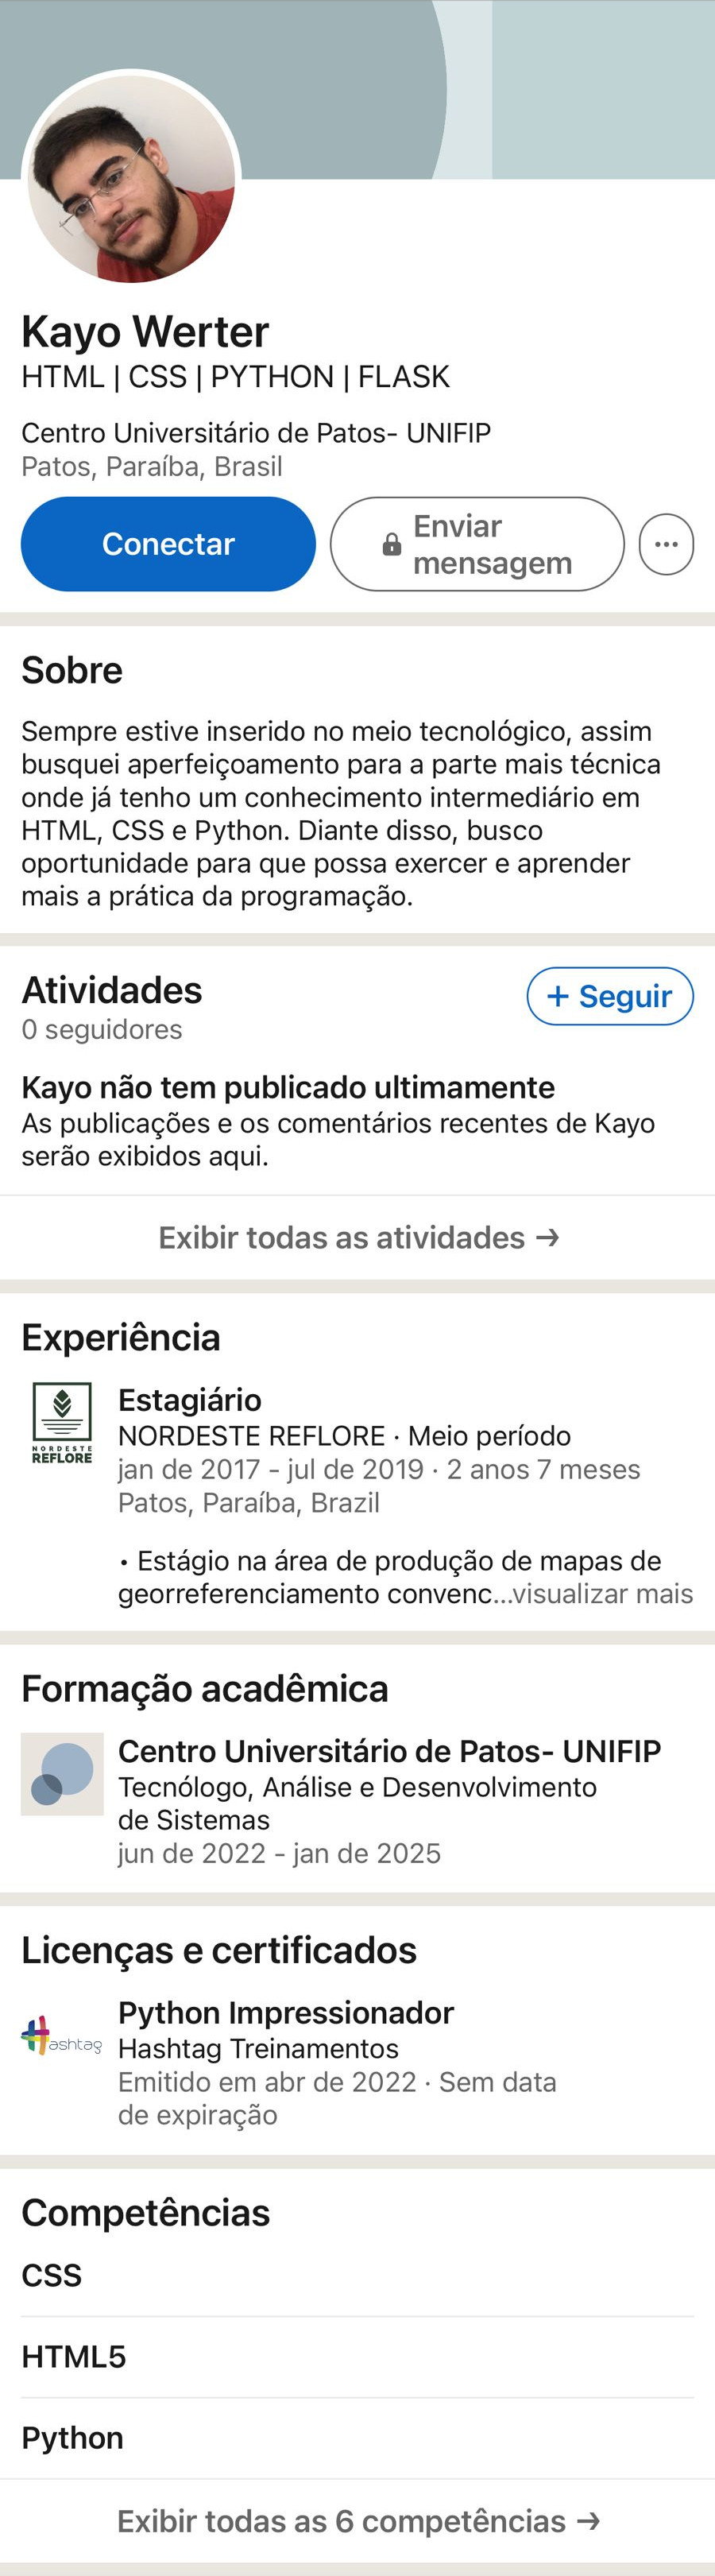 Kayo Werter
HTML | CSS | PYTHON | FLASK
Centro Universitário de Patos- UNIFIP
Patos, Paraíba, Brasil
Conectar
Enviar
mensagem
Sobre
Sempre estive inserido no meio tecnológico, assim
busquei aperfeiçoamento para a parte mais técnica
onde já tenho um conhecimento intermediário em
HTML, CSS e Python. Diante disso, busco
oportunidade para que possa exercer e aprender
mais a prática da programação.
Atividades
+ Seguir
0 seguidores
Kayo não tem publicado ultimamente
As publicações e os comentários recentes de Kayo
serão exibidos aqui.
Exibir todas as atividades →
Experiência
NORDESTE
REFLORE
Estagiário
NORDESTE REFLORE · Meio período
jan de 2017 - jul de 2019 · 2 anos 7 meses
Patos, Paraíba, Brazil
• Estágio na área de produção de mapas de
georreferenciamento convenc...visualizar mais
Formação acadêmica
Centro Universitário de Patos- UNIFIP
Tecnólogo, Análise e Desenvolvimento
de Sistemas
jun de 2022 - jan de 2025
Licenças e certificados
Hashtag
Python Impressionador
Hashtag Treinamentos
Emitido em abr de 2022 · Sem data
de expiração
Competências
CSS
HTML5
Python
Exibir todas as 6 competências →